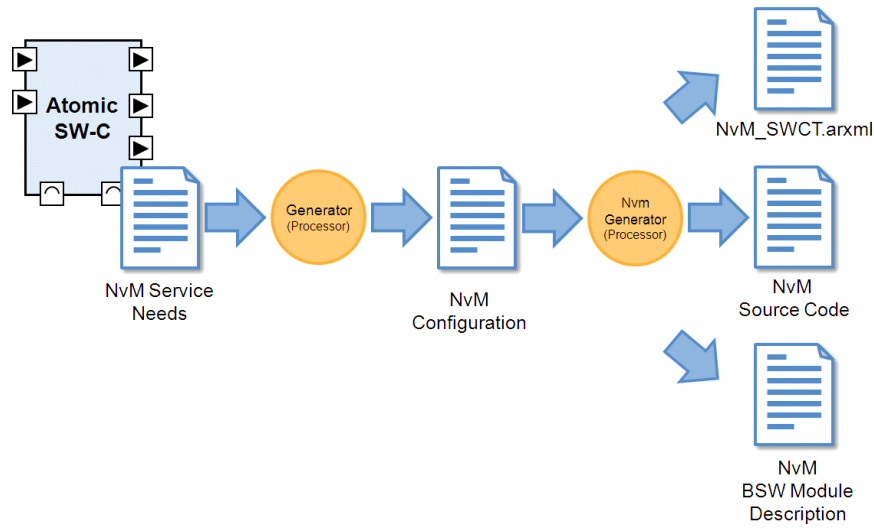 Atomic
SW-C
NvM Service
Needs
Generator
(Processor)
NvM
Configuration
Nvm
Generator
(Processor)
NvM_SWCT.arxml
NvM
Source Code
NvM
BSW Module
Description